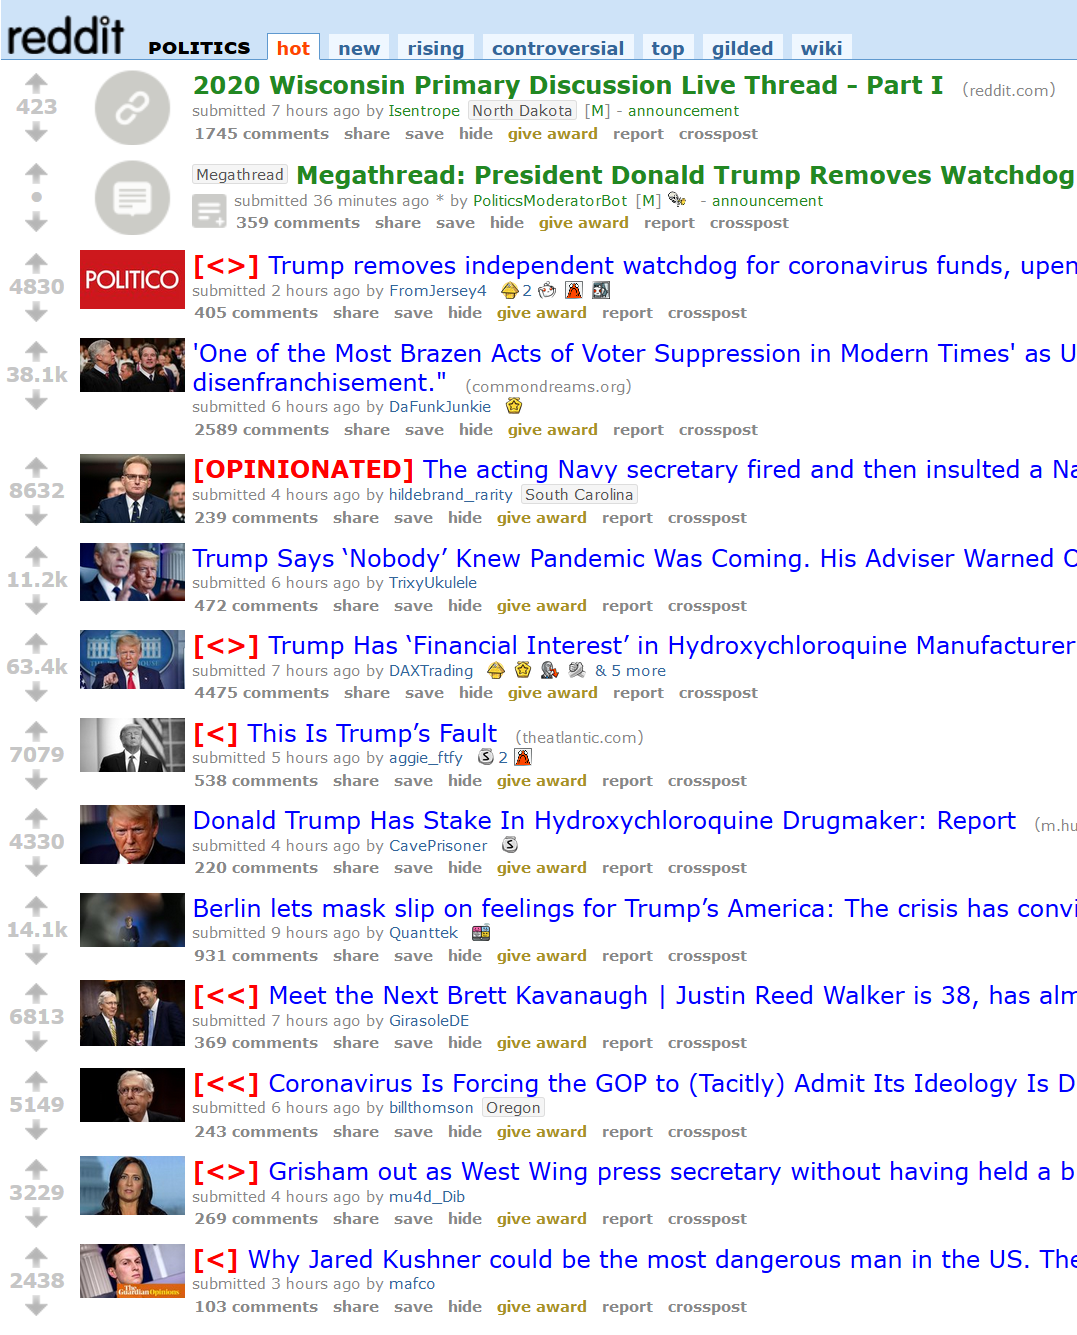 reddit POLITICS hot new rising controversial top gilded wiki
423
2020 Wisconsin Primary Discussion Live Thread - Part I (reddit.com)
submitted 7 hours ago by Isentrope North Dakota [M] - announcement
1745 comments share save hide give award report crosspost
Megathread Megathread: President Donald Trump Removes Watchdog
submitted 36 minutes ago * by PoliticsModeratorBot [M] - announcement
359 comments share save hide give award report crosspost
4830
POLITICO
[<>] Trump removes independent watchdog for coronavirus funds, upen
submitted 2 hours ago by FromJersey4 2
405 comments share save hide give award report crosspost
38.1k
'One of the Most Brazen Acts of Voter Suppression in Modern Times' as U
disenfranchisement." (commondreams.org)
submitted 6 hours ago by DaFunkJunkie
2589 comments share save hide give award report crosspost
8632
[OPINIONATED] The acting Navy secretary fired and then insulted a Na
submitted 4 hours ago by hildebrand_rarity South Carolina
239 comments share save hide give award report crosspost
11.2k
Trump Says ‘Nobody’ Knew Pandemic Was Coming. His Adviser Warned O
submitted 6 hours ago by TrixyUkulele
472 comments share save hide give award report crosspost
63.4k
[<>] Trump Has ‘Financial Interest’ in Hydroxychloroquine Manufacturer
submitted 7 hours ago by DAXTrading & 5 more
4475 comments share save hide give award report crosspost
7079
[<] This Is Trump’s Fault (theatlantic.com)
submitted 5 hours ago by aggie_ftfy 2
538 comments share save hide give award report crosspost
4330
Donald Trump Has Stake In Hydroxychloroquine Drugmaker: Report (m.hu
submitted 4 hours ago by CavePrisoner
220 comments share save hide give award report crosspost
14.1k
Berlin lets mask slip on feelings for Trump’s America: The crisis has convi
submitted 9 hours ago by Quanttek
931 comments share save hide give award report crosspost
6813
[<<] Meet the Next Brett Kavanaugh | Justin Reed Walker is 38, has alm
submitted 7 hours ago by GirasoleDE
369 comments share save hide give award report crosspost
5149
[<<] Coronavirus Is Forcing the GOP to (Tacitly) Admit Its Ideology Is D
submitted 6 hours ago by billthomson Oregon
243 comments share save hide give award report crosspost
3229
[<>] Grisham out as West Wing press secretary without having held a b
submitted 4 hours ago by mu4d_Dib
269 comments share save hide give award report crosspost
2438
The Guardian Opinions
[<] Why Jared Kushner could be the most dangerous man in the US. The
submitted 3 hours ago by mafco
103 comments share save hide give award report crosspost